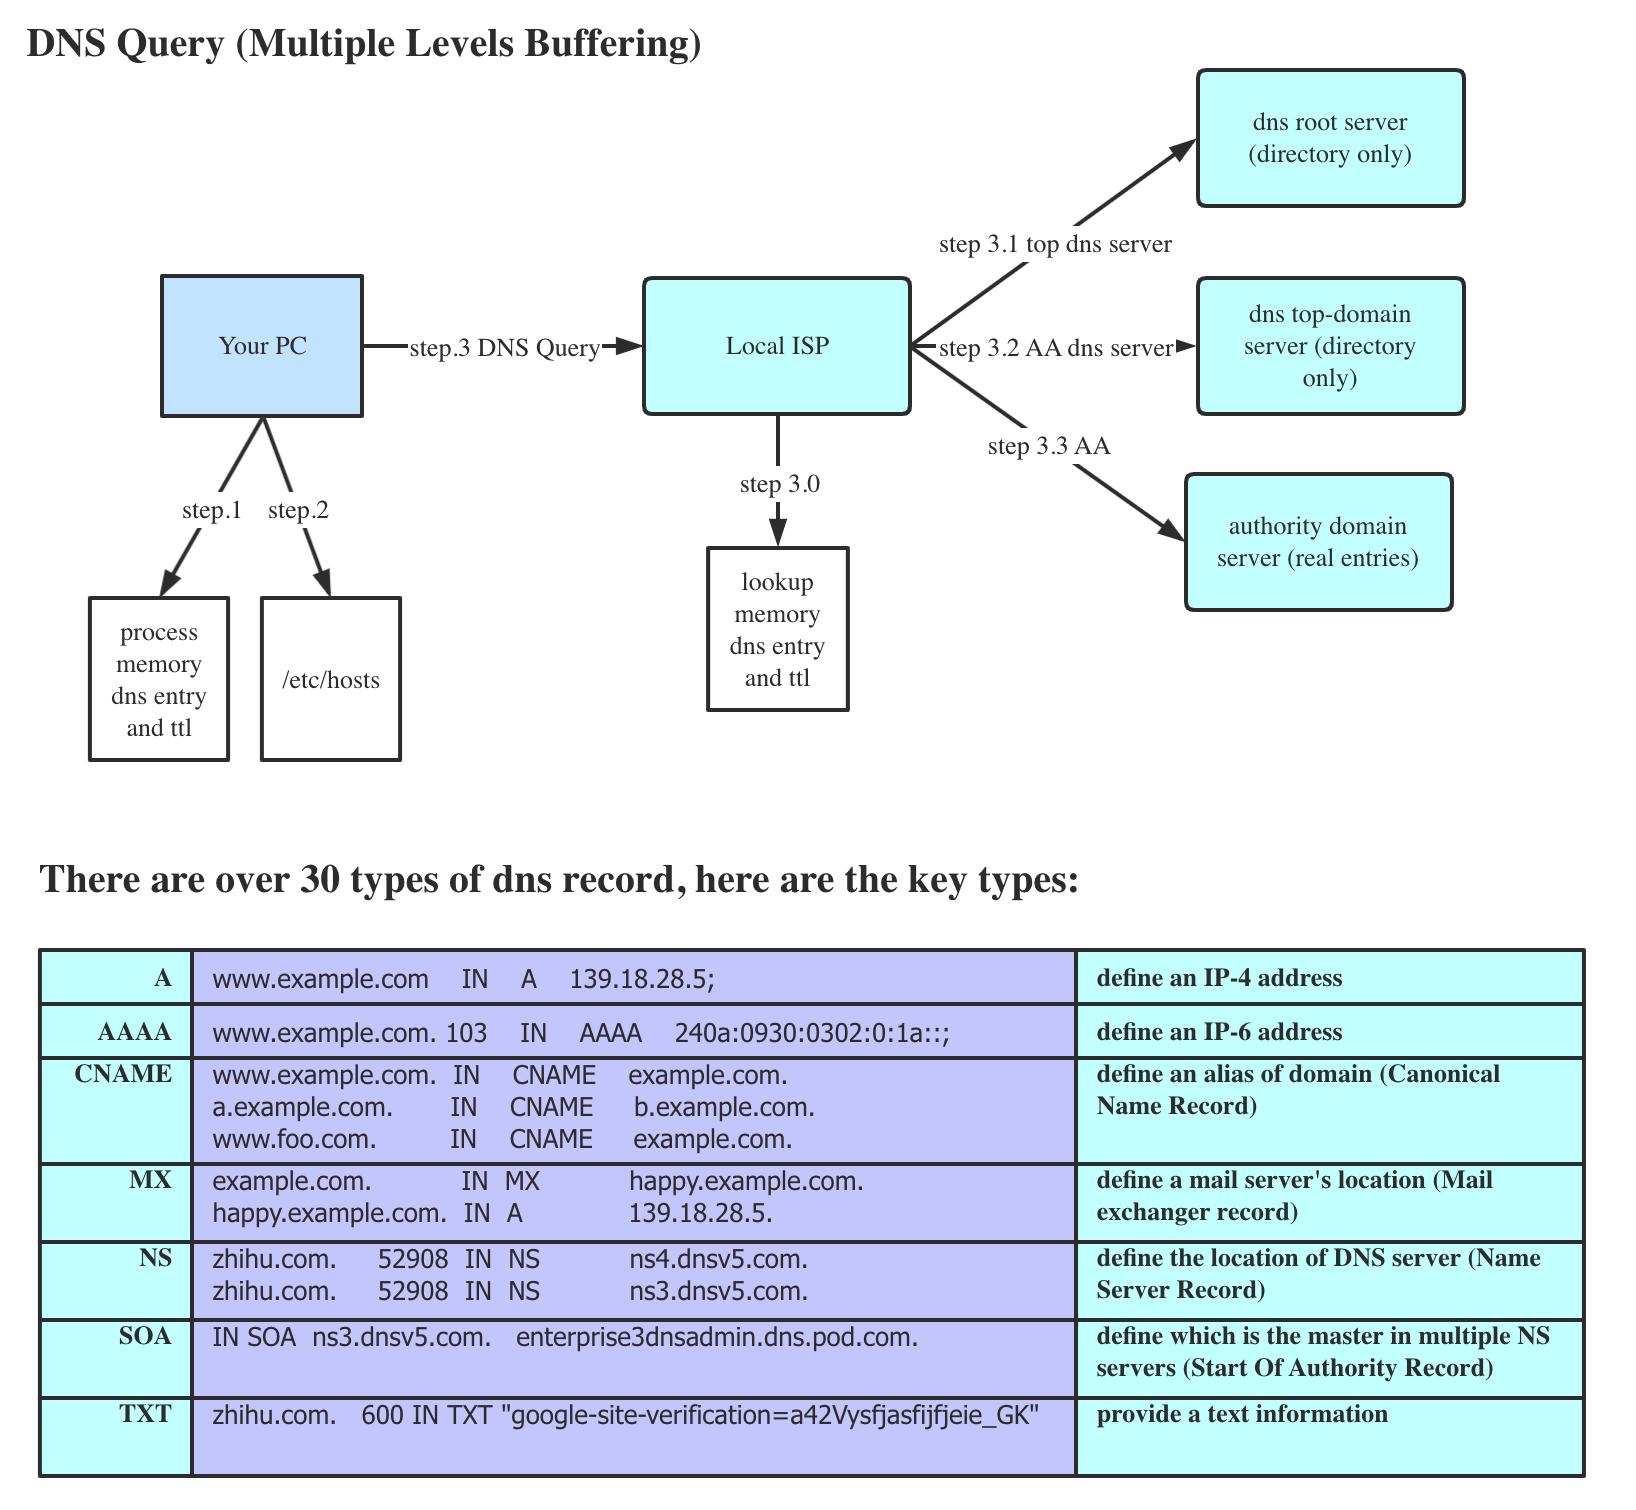 DNS Query (Multiple Levels Buffering)
dns root server
(directory only)
step 3.1 top dns server
Your PC
step.3 DNS Query
Local ISP
step 3.2 AA dns server
dns top-domain
server (directory
only)
step 3.3 AA
step 3.0
authority domain
server (real entries)
step.1
step.2
process
memory
dns entry
and ttl
/etc/hosts
lookup
memory
dns entry
and ttl
There are over 30 types of dns record, here are the key types:
A
www.example.com IN A 139.18.28.5;
define an IP-4 address
AAAA
www.example.com. 103 IN AAAA 240a:0930:0302:0:1a::;
define an IP-6 address
CNAME
www.example.com. IN CNAME example.com.
a.example.com. IN CNAME b.example.com.
www.foo.com. IN CNAME example.com.
define an alias of domain (Canonical
Name Record)
MX
example.com. IN MX happy.example.com.
happy.example.com. IN A 139.18.28.5.
define a mail server's location (Mail
exchanger record)
NS
zhihu.com. 52908 IN NS ns4.dnsv5.com.
zhihu.com. 52908 IN NS ns3.dnsv5.com.
define the location of DNS server (Name
Server Record)
SOA
IN SOA ns3.dnsv5.com. enterprise3dnsadmin.dns.pod.com.
define which is the master in multiple NS
servers (Start Of Authority Record)
TXT
zhihu.com. 600 IN TXT "google-site-verification=a42Vysfjasfijfjeie_GK"
provide a text information